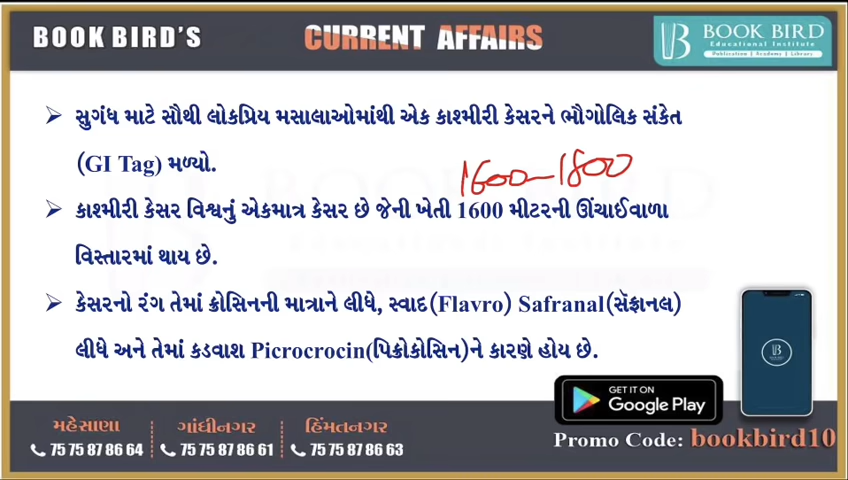 BOOK BIRD'S
CURRENT AFFAIRS
BOOK BIRD
Educational Institute
Publication | Academy | Library
➢ સુગંધ માટે સૌથી લોકપ્રિય મસાલાઓમાંથી એક કાશ્મીરી કેસરને ભૌગોલિક સંકેત
(GI Tag) મળ્યો.
1600-1800
➢ કાશ્મીરી કેસર વિશ્વનું એકમાત્ર કેસર છે જેની ખેતી 1600 મીટરની ઊંચાઈવાળા
વિસ્તારમાં થાય છે.
➢ કેસરનો રંગ તેમાં ક્રોસિનની માત્રાને લીધે, સ્વાદ(Flavro) Safranal(સૅફ્રાનલ)
લીધે અને તેમાં કડવાશ Picrocrocin(પિક્રોકોસિન)ને કારણે હોય છે.
GET IT ON
Google Play
Promo Code: bookbird10
મહેસાણા
75 75 87 86 64
ગાંધીનગર
75 75 87 86 61
હિંમતનગર
75 75 87 86 63